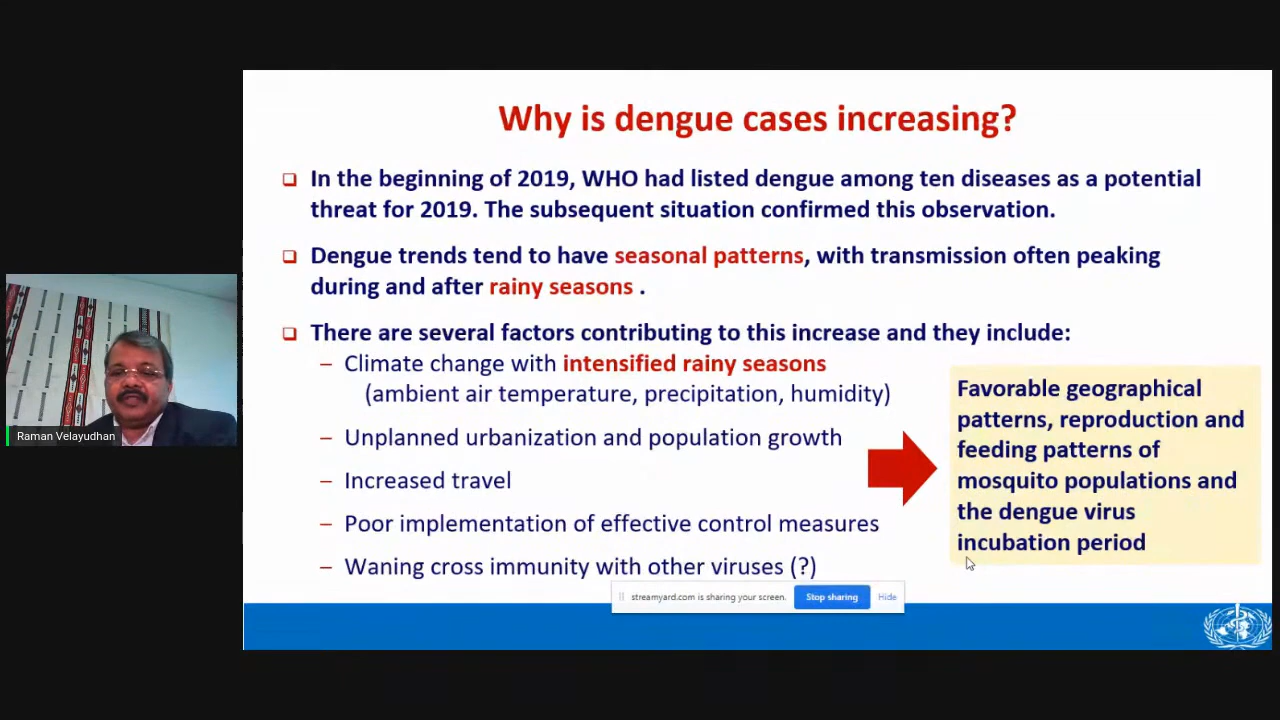 Why is dengue cases increasing?
In the beginning of 2019, WHO had listed dengue among ten diseases as a potential
threat for 2019. The subsequent situation confirmed this observation.
Dengue trends tend to have seasonal patterns, with transmission often peaking
during and after rainy seasons .
There are several factors contributing to this increase and they include:
– Climate change with intensified rainy seasons
(ambient air temperature, precipitation, humidity)
– Unplanned urbanization and population growth
– Increased travel
– Poor implementation of effective control measures
– Waning cross immunity with other viruses (?)
Favorable geographical
patterns, reproduction and
feeding patterns of
mosquito populations and
the dengue virus
incubation period
Raman Velayudhan
streamyard.com is sharing your screen. Stop sharing Hide